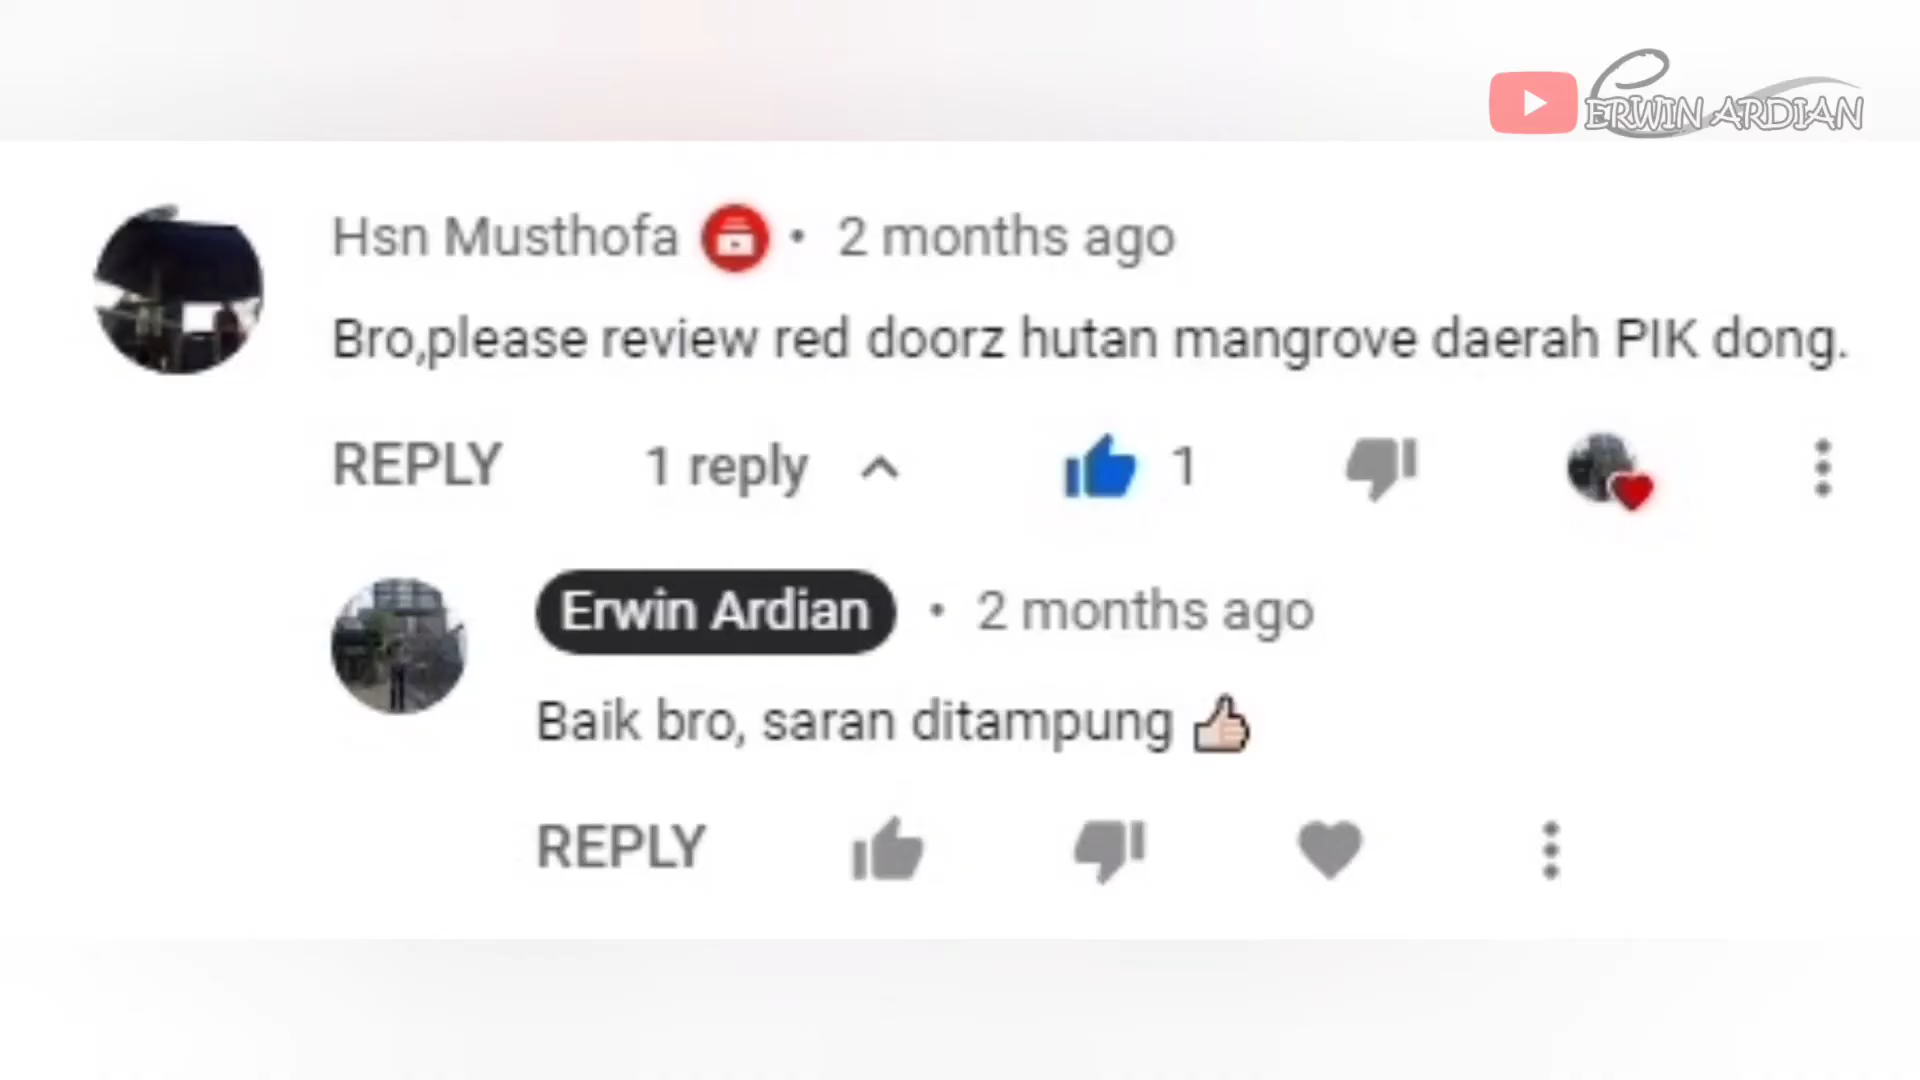 ERWIN ARDIAN
Hsn Musthofa • 2 months ago
Bro,please review red doorz hutan mangrove daerah PIK dong.
REPLY 1 reply 1
Erwin Ardian • 2 months ago
Baik bro, saran ditampung 👍🏻
REPLY